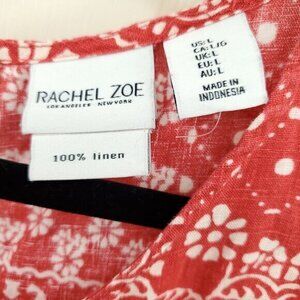 RACHEL ZOE
LOS ANGELES NEW YORK
100% linen
US: L
CA: L/G
UK: L
EU: L
AU: L
MADE IN
INDONESIA